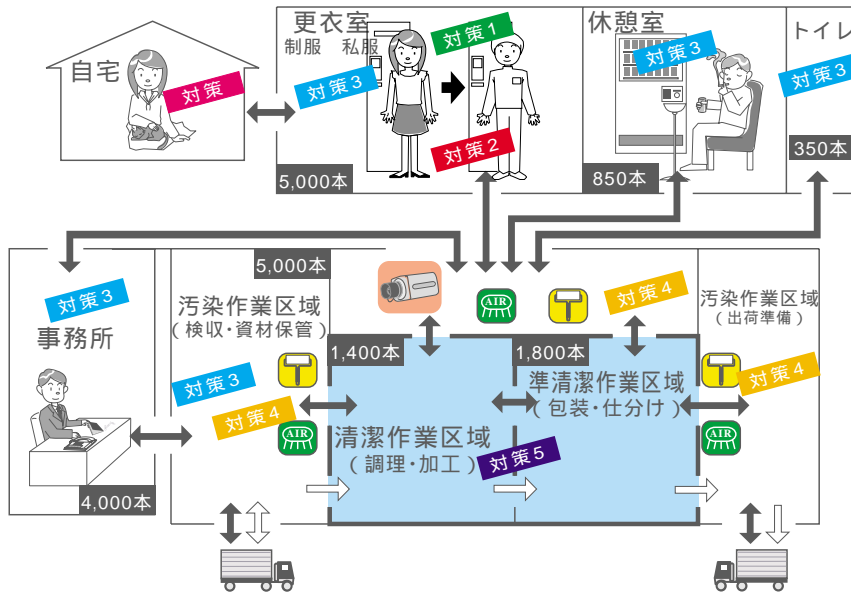 更衣室
制服 私服
対策1
対策3
対策2
5,000本
休憩室
対策3
850本
トイレ
対策3
350本
自宅
対策
対策3
事務所
4,000本
5,000本
汚染作業区域
(検収・資材保管)
対策3
対策4
AIR
AIR
対策4
1,400本
清潔作業区域
(調理・加工)
対策5
1,800本
準清潔作業区域
(包装・仕分け)
汚染作業区域
(出荷準備)
対策4
AIR